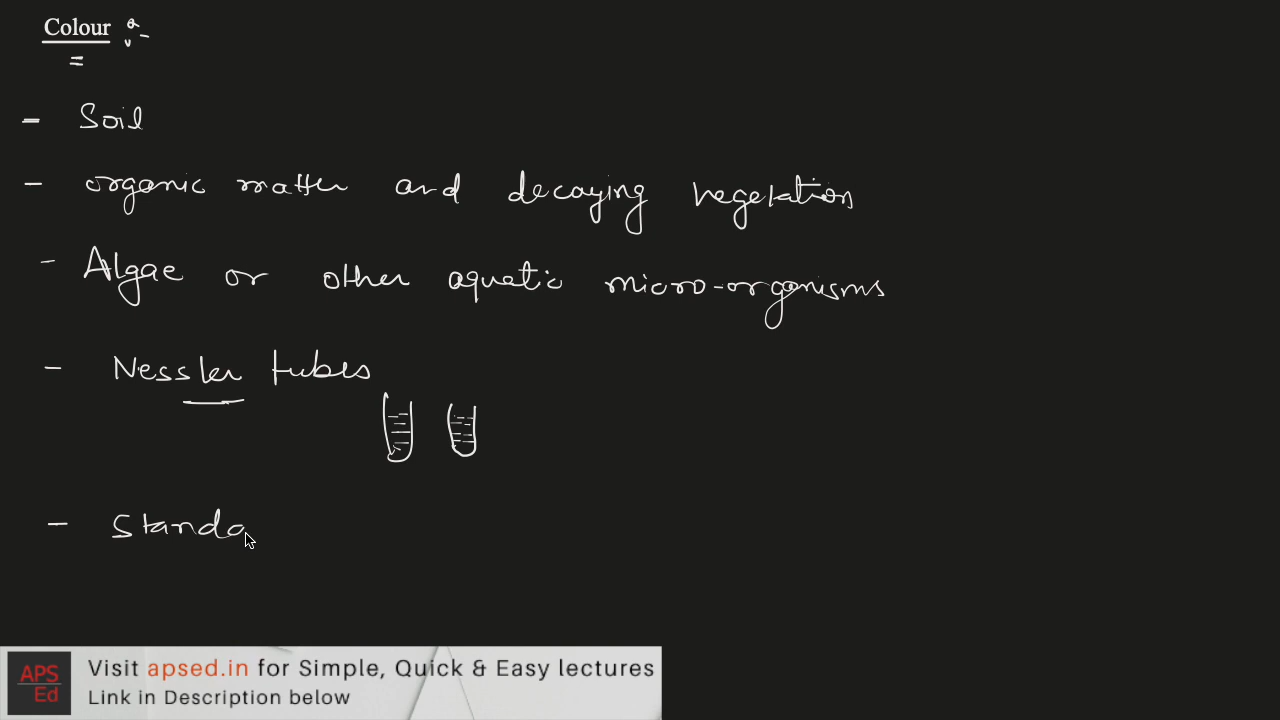 Colour :-
- Soil
- organic matter and decaying vegetation
- Algae or other aquatic micro-organisms
- Nessler tubes
- Standa
APS Ed
Visit apsed.in for Simple, Quick & Easy lectures
Link in Description below